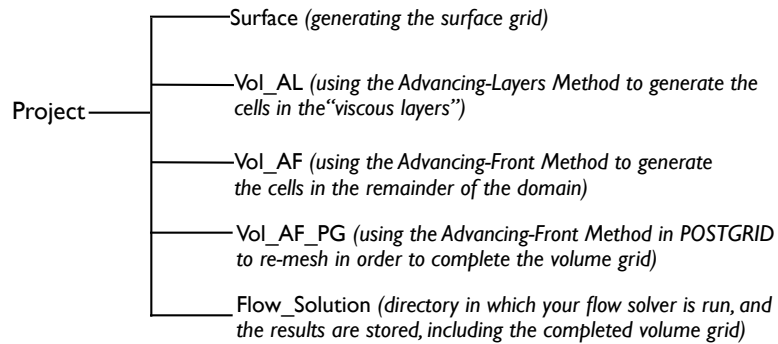 Surface (generating the surface grid)
Vol_AL (using the Advancing-Layers Method to generate the
cells in the“viscous layers”)
Project
Vol_AF (using the Advancing-Front Method to generate
the cells in the remainder of the domain)
Vol_AF_PG (using the Advancing-Front Method in POSTGRID
to re-mesh in order to complete the volume grid)
Flow_Solution (directory in which your flow solver is run, and
the results are stored, including the completed volume grid)